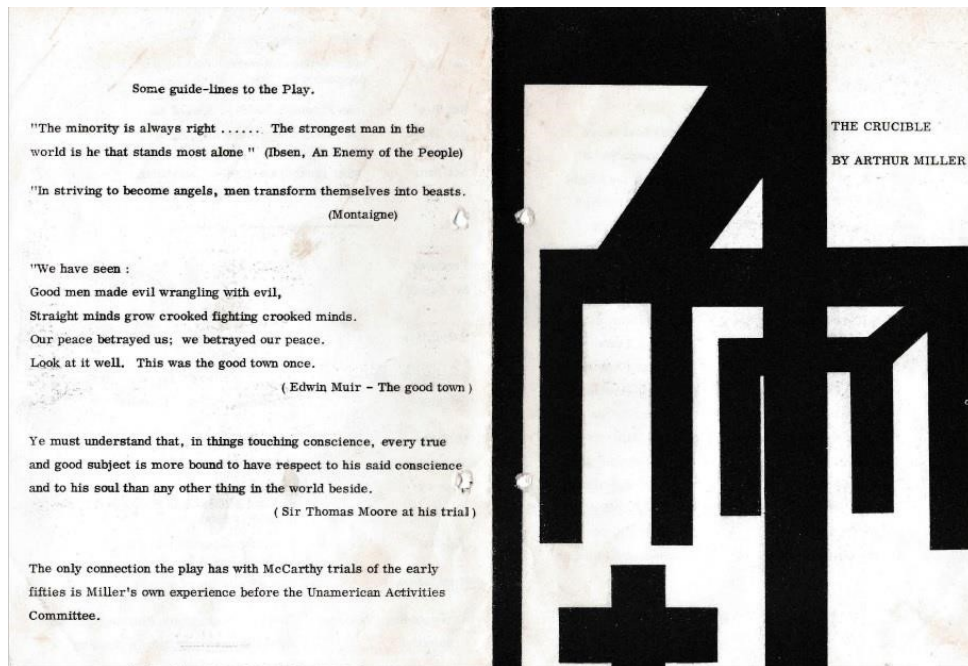 Some guide-lines to the Play.
"The minority is always right ...... The strongest man in the
world is he that stands most alone " (Ibsen, An Enemy of the People)
"In striving to become angels, men transform themselves into beasts.
(Montaigne)
"We have seen :
Good men made evil wrangling with evil,
Straight minds grow crooked fighting crooked minds.
Our peace betrayed us; we betrayed our peace.
Look at it well. This was the good town once.
( Edwin Muir - The good town )
Ye must understand that, in things touching conscience, every true
and good subject is more bound to have respect to his said conscience
and to his soul than any other thing in the world beside.
( Sir Thomas Moore at his trial )
The only connection the play has with McCarthy trials of the early
fifties is Miller's own experience before the Unamerican Activities
Committee.
THE CRUCIBLE
BY ARTHUR MILLER